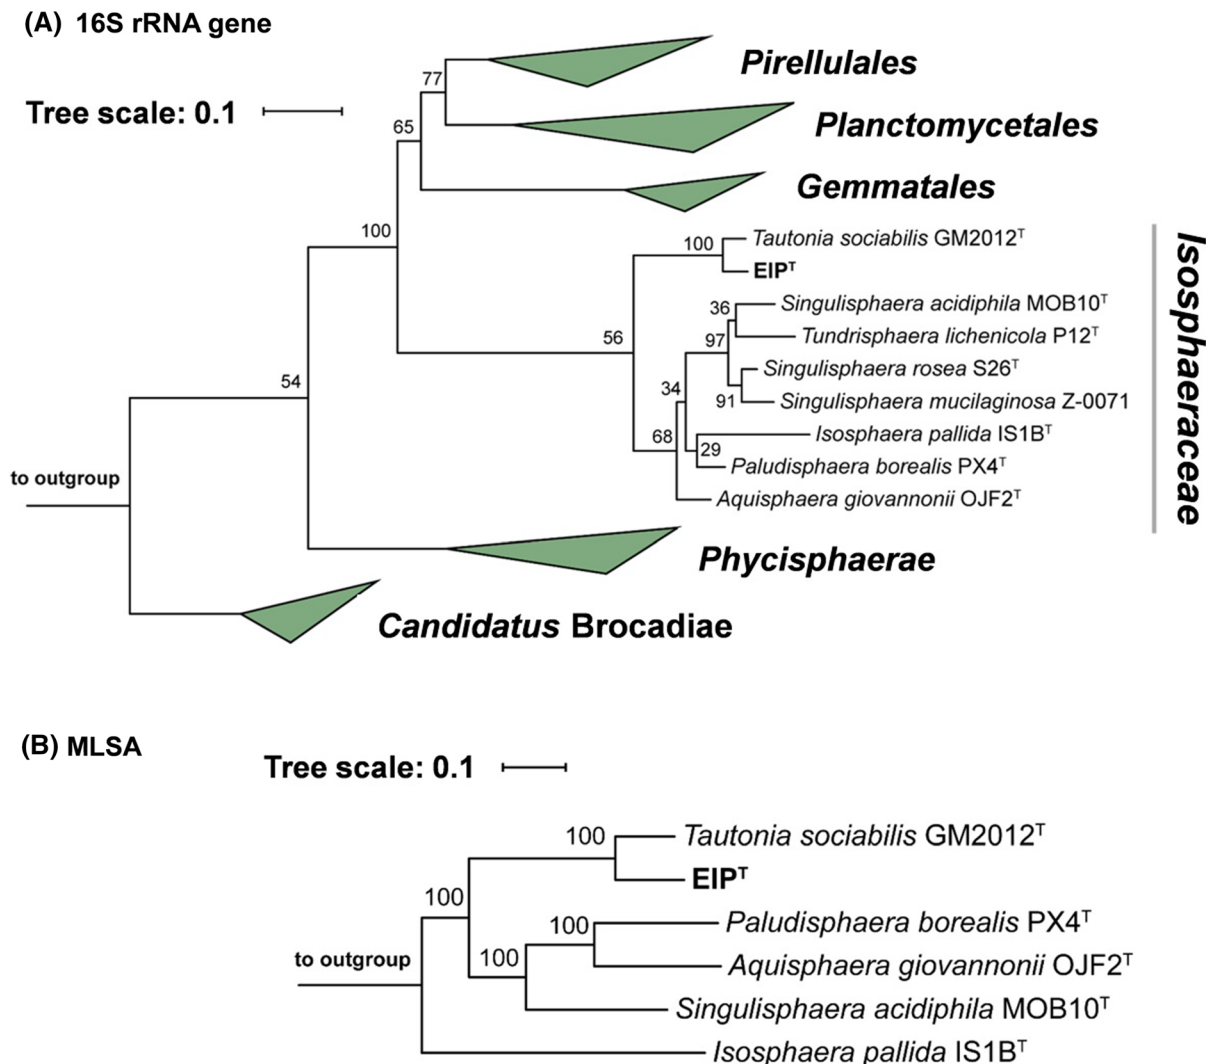 (A) 16S rRNA gene
Tree scale: 0.1
77
Pirellulales
65
Planctomycetales
Gemmatales
100
100
Tautonia sociabilis GM2012ᵀ
EIPᵀ
36
Singulisphaera acidiphila MOB10ᵀ
56
97
Tundrisphaera lichenicola P12ᵀ
Singulisphaera rosea S26ᵀ
34
91
Singulisphaera mucilaginosa Z-0071
68
Isosphaera pallida IS1Bᵀ
29
Paludisphaera borealis PX4ᵀ
Aquisphaera giovannonii OJF2ᵀ
Isosphaeraceae
54
to outgroup
Phycisphaerae
Candidatus Brocadiae
(B) MLSA
Tree scale: 0.1
100
Tautonia sociabilis GM2012ᵀ
EIPᵀ
100
100
Paludisphaera borealis PX4ᵀ
100
Aquisphaera giovannonii OJF2ᵀ
to outgroup
Singulisphaera acidiphila MOB10ᵀ
Isosphaera pallida IS1Bᵀ